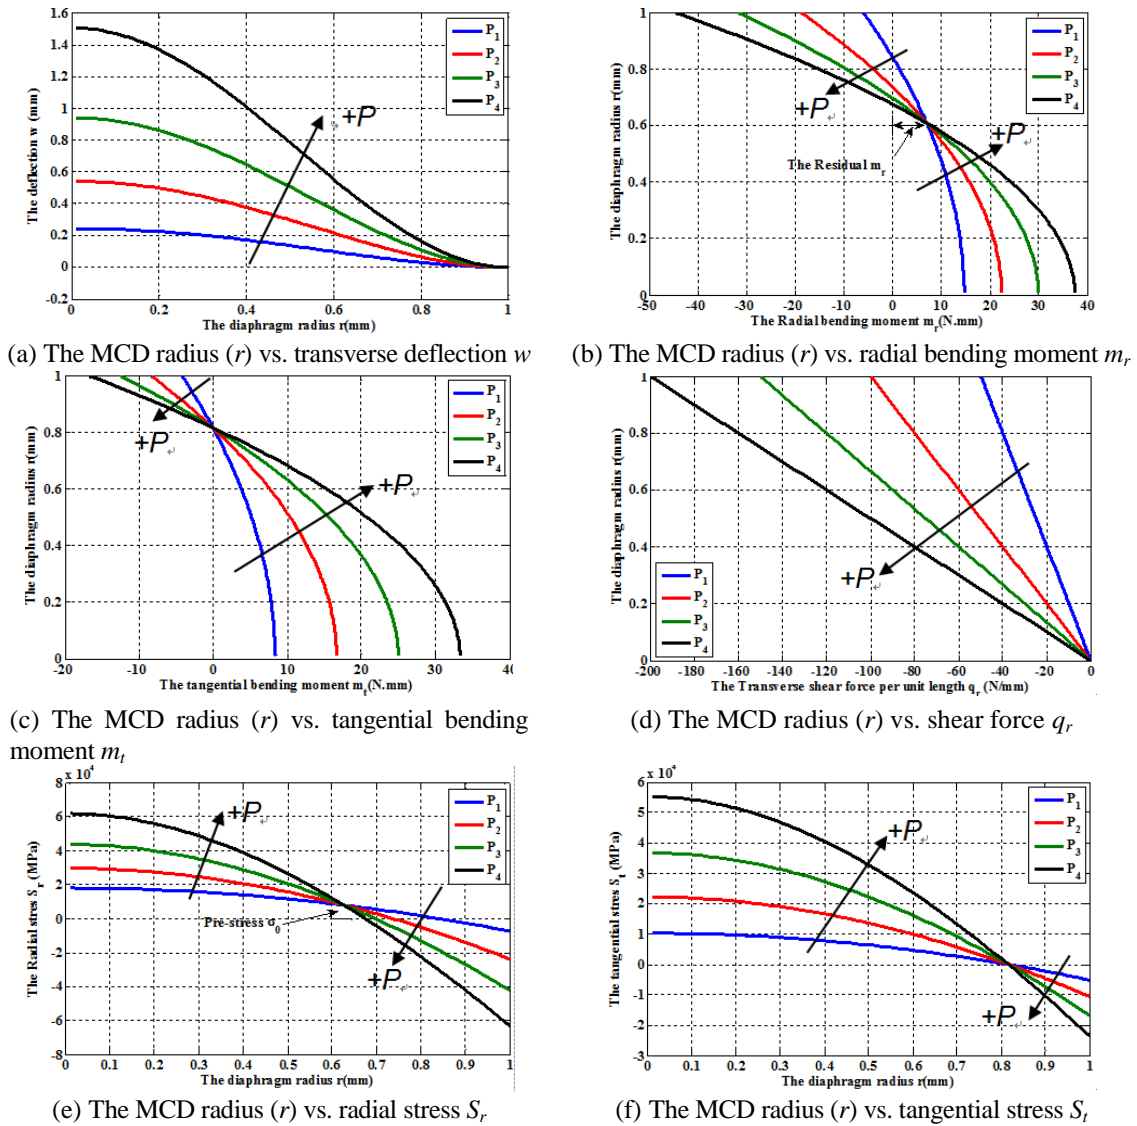 1.6
1.4
1.2
1
0.8
0.6
0.4
0.2
0
-0.2
0 0.2 0.4 0.6 0.8 1
The deflection w (mm)
The diaphragm radius r(mm)
P1
P2
P3
P4
+P
(a) The MCD radius (r) vs. transverse deflection w
1
0.8
0.6
0.4
0.2
0
-50 -40 -30 -20 -10 0 10 20 30 40
The diaphragm radius r(mm)
The Radial bending moment mr(N.mm)
P1
P2
P3
P4
+P
+P
The Residual mr
(b) The MCD radius (r) vs. radial bending moment mr
1
0.8
0.6
0.4
0.2
0
-20 -10 0 10 20 30 40
The diaphragm radius r(mm)
The tangential bending moment mt(N.mm)
P1
P2
P3
P4
+P
+P
(c) The MCD radius (r) vs. tangential bending
moment mt
1
0.8
0.6
0.4
0.2
0
-200 -180 -160 -140 -120 -100 -80 -60 -40 -20 0
The diaphragm radius r(mm)
The Transverse shear force per unit length qr (N/mm)
P1
P2
P3
P4
+P
(d) The MCD radius (r) vs. shear force qr
x 10^4
8
6
4
2
0
-2
-4
-6
-8
0 0.1 0.2 0.3 0.4 0.5 0.6 0.7 0.8 0.9 1
The Radial stres Sr (MPa)
The diaphragm radius r(mm)
P1
P2
P3
P4
+P
+P
Pre-stress σ0
(e) The MCD radius (r) vs. radial stress Sr
x 10^4
6
5
4
3
2
1
0
-1
-2
-3
0 0.1 0.2 0.3 0.4 0.5 0.6 0.7 0.8 0.9 1
The tangential stres St (MPa)
The diaphragm radius r(mm)
P1
P2
P3
P4
+P
+P
(f) The MCD radius (r) vs. tangential stress St